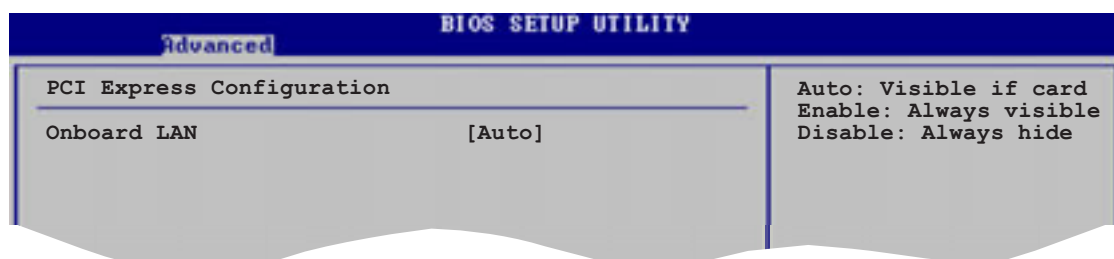 BIOS SETUP UTILITY
Advanced
PCI Express Configuration
Onboard LAN [Auto]
Auto: Visible if card
Enable: Always visible
Disable: Always hide